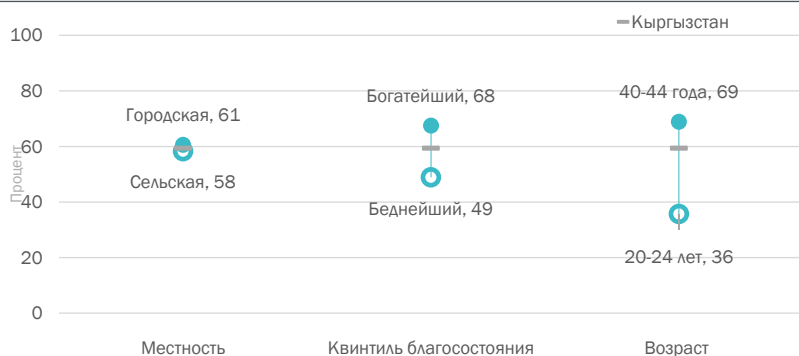 Кыргызстан
100
80
60
40
20
0
Процент
Городская, 61
Сельская, 58
Богатейший, 68
Беднейший, 49
40-44 года, 69
20-24 лет, 36
Местность
Квинтиль благосостояния
Возраст